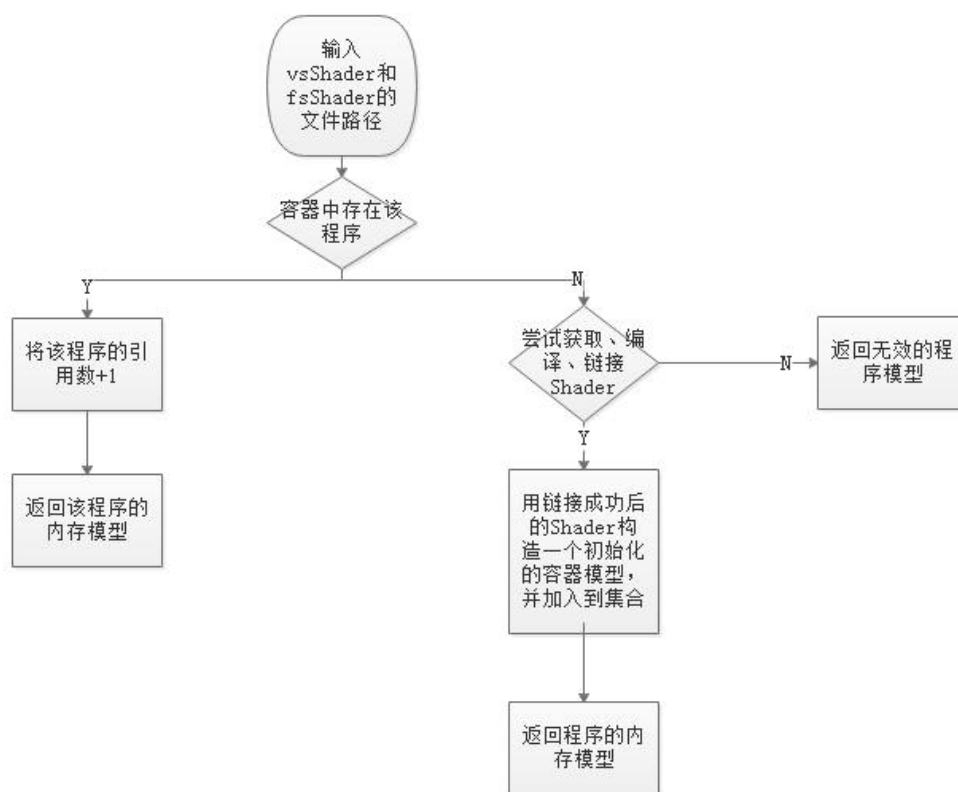 输入
vsShader和
fsShader的
文件路径
容器中存在该
程序
Y
N
将该程序的引
用数+1
尝试获取、编
译、链接
Shader
N
返回无效的程
序模型
Y
返回该程序的
内存模型
用链接成功后
的Shader构
造一个初始化
的容器模型，
并加入到集合
返回程序的内
存模型